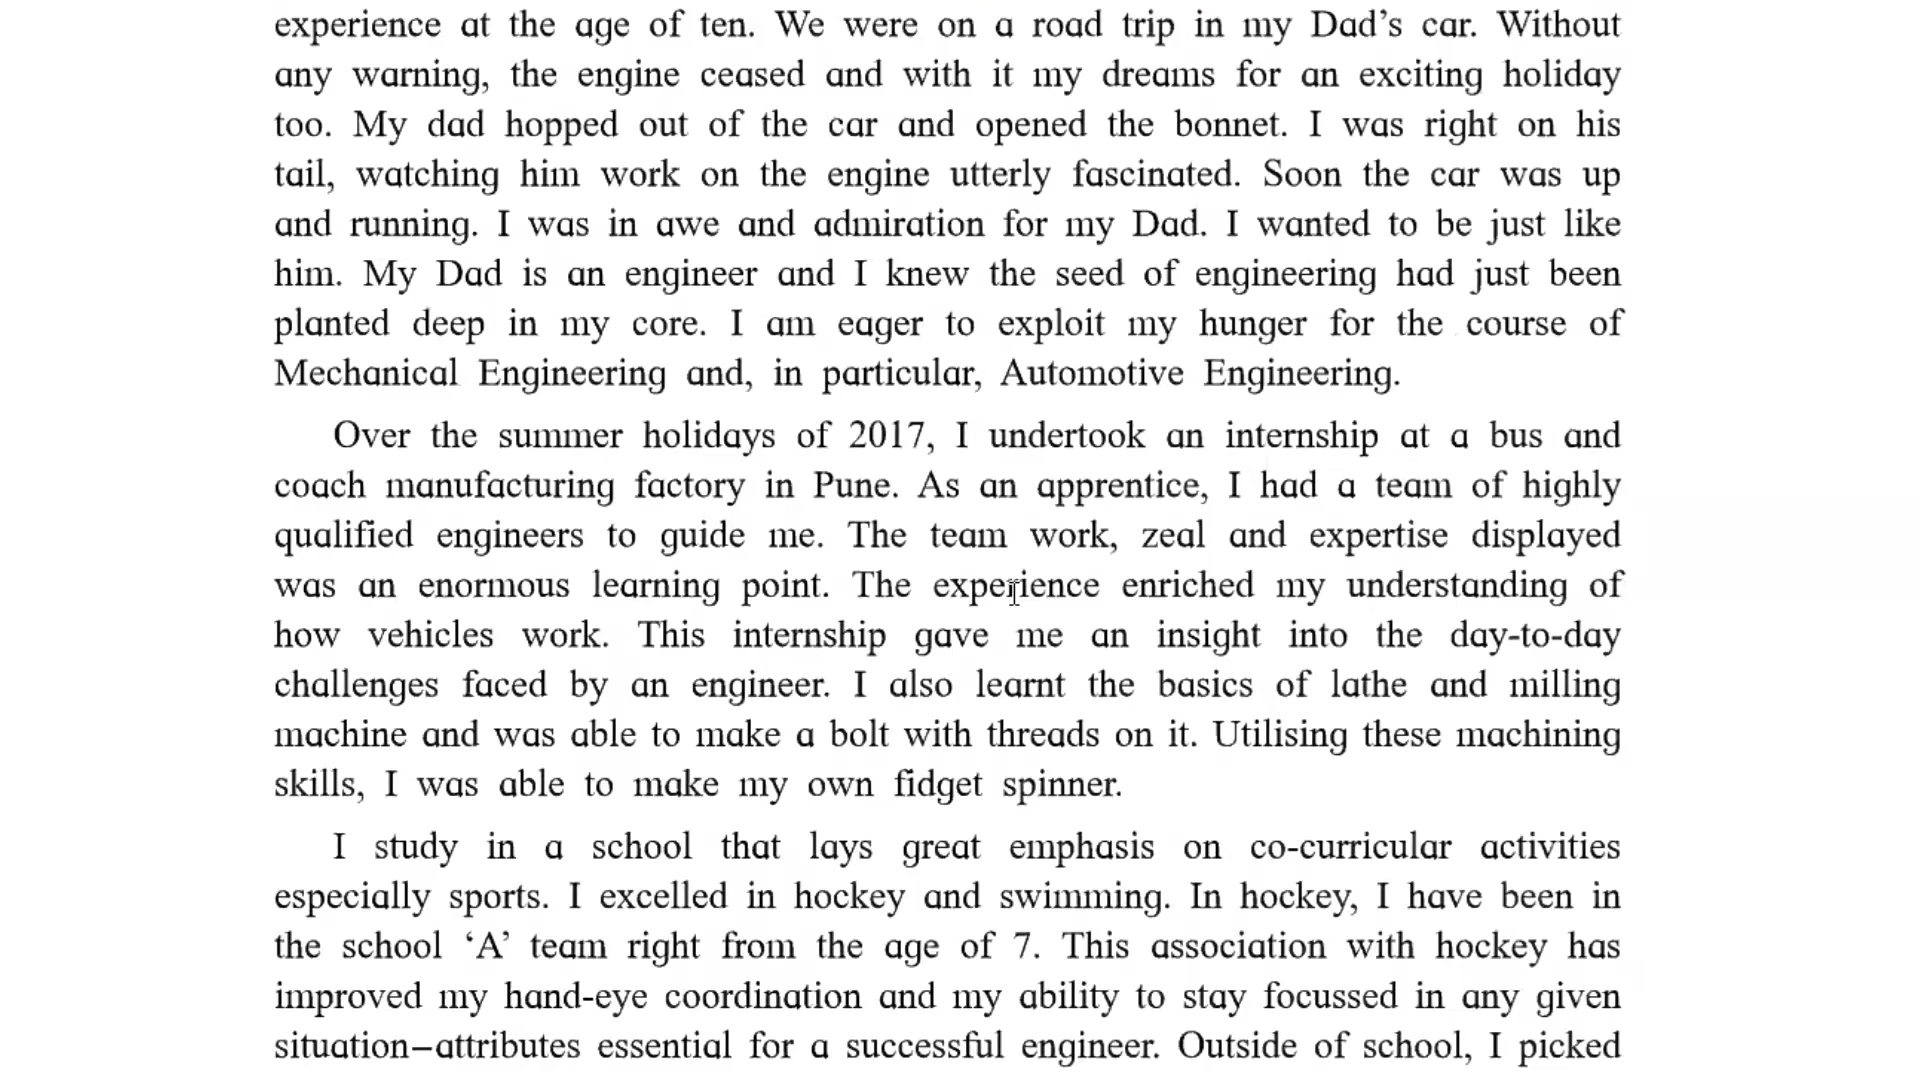 experience at the age of ten. We were on a road trip in my Dad’s car. Without
any warning, the engine ceased and with it my dreams for an exciting holiday
too. My dad hopped out of the car and opened the bonnet. I was right on his
tail, watching him work on the engine utterly fascinated. Soon the car was up
and running. I was in awe and admiration for my Dad. I wanted to be just like
him. My Dad is an engineer and I knew the seed of engineering had just been
planted deep in my core. I am eager to exploit my hunger for the course of
Mechanical Engineering and, in particular, Automotive Engineering.
Over the summer holidays of 2017, I undertook an internship at a bus and
coach manufacturing factory in Pune. As an apprentice, I had a team of highly
qualified engineers to guide me. The team work, zeal and expertise displayed
was an enormous learning point. The experience enriched my understanding of
how vehicles work. This internship gave me an insight into the day-to-day
challenges faced by an engineer. I also learnt the basics of lathe and milling
machine and was able to make a bolt with threads on it. Utilising these machining
skills, I was able to make my own fidget spinner.
I study in a school that lays great emphasis on co-curricular activities
especially sports. I excelled in hockey and swimming. In hockey, I have been in
the school ‘A’ team right from the age of 7. This association with hockey has
improved my hand-eye coordination and my ability to stay focussed in any given
situation–attributes essential for a successful engineer. Outside of school, I picked